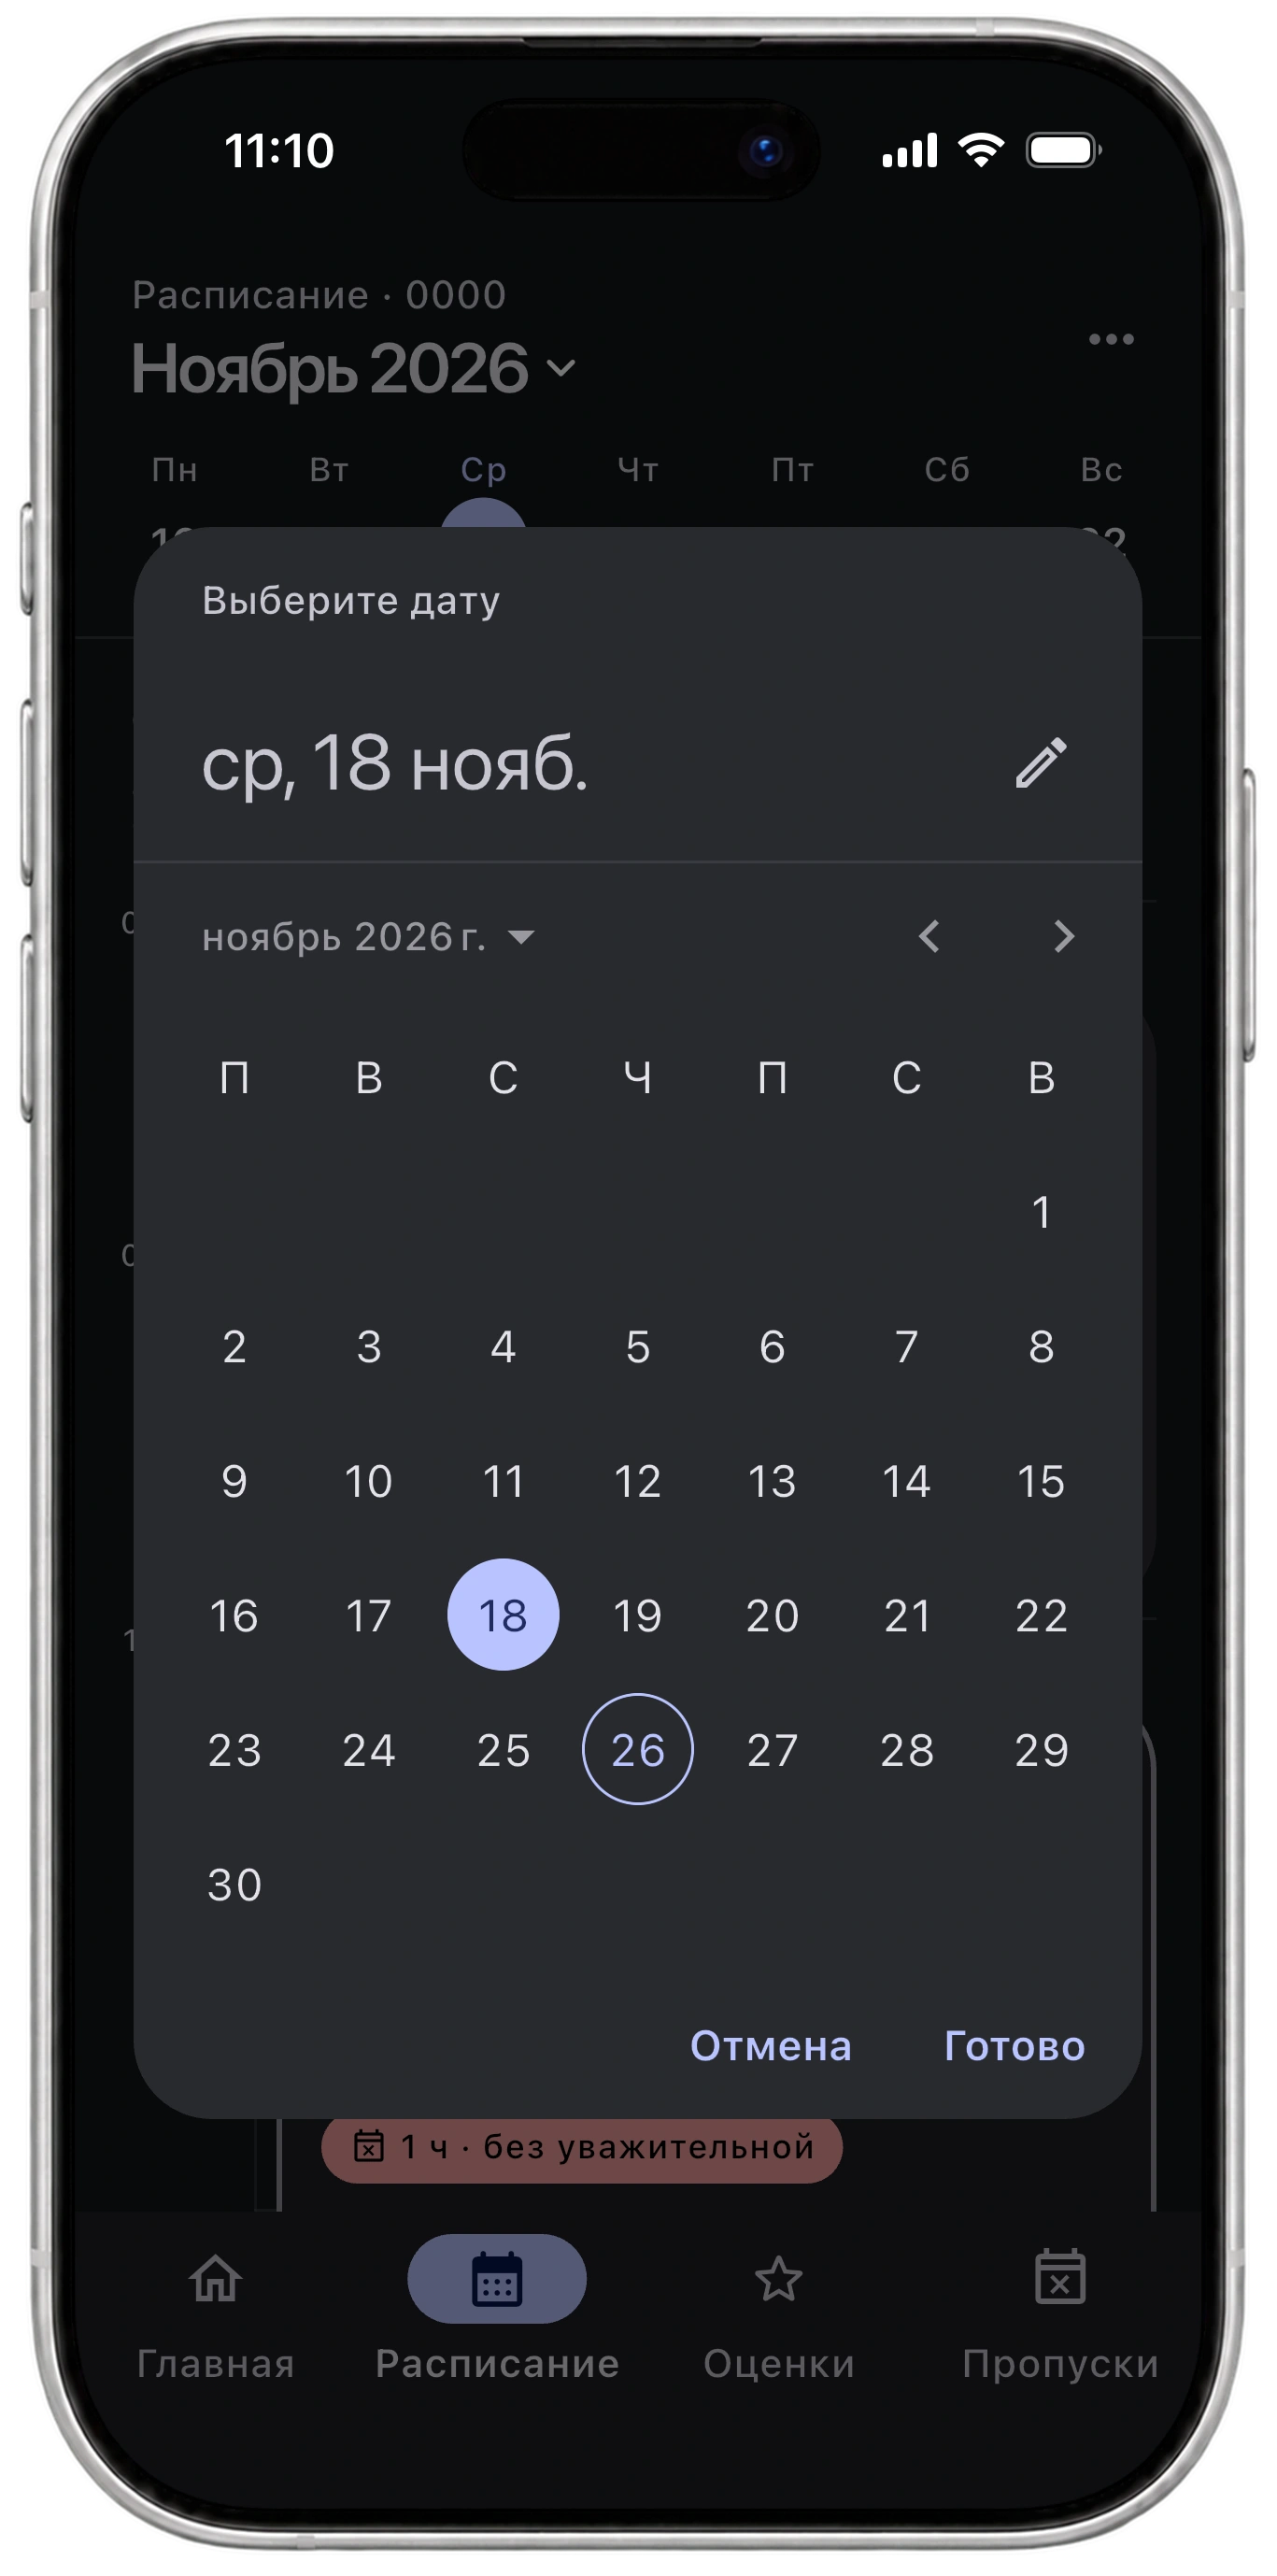 11:10
Расписание · 0000
Ноябрь 2026
Пн Вт Ср Чт Пт Сб Вс
Выберите дату
ср, 18 нояб.
ноябрь 2026 г.
П В С Ч П С В
1
2 3 4 5 6 7 8
9 10 11 12 13 14 15
16 17 18 19 20 21 22
23 24 25 26 27 28 29
30
Отмена Готово
1 ч · без уважительной
Главная Расписание Оценки Пропуски